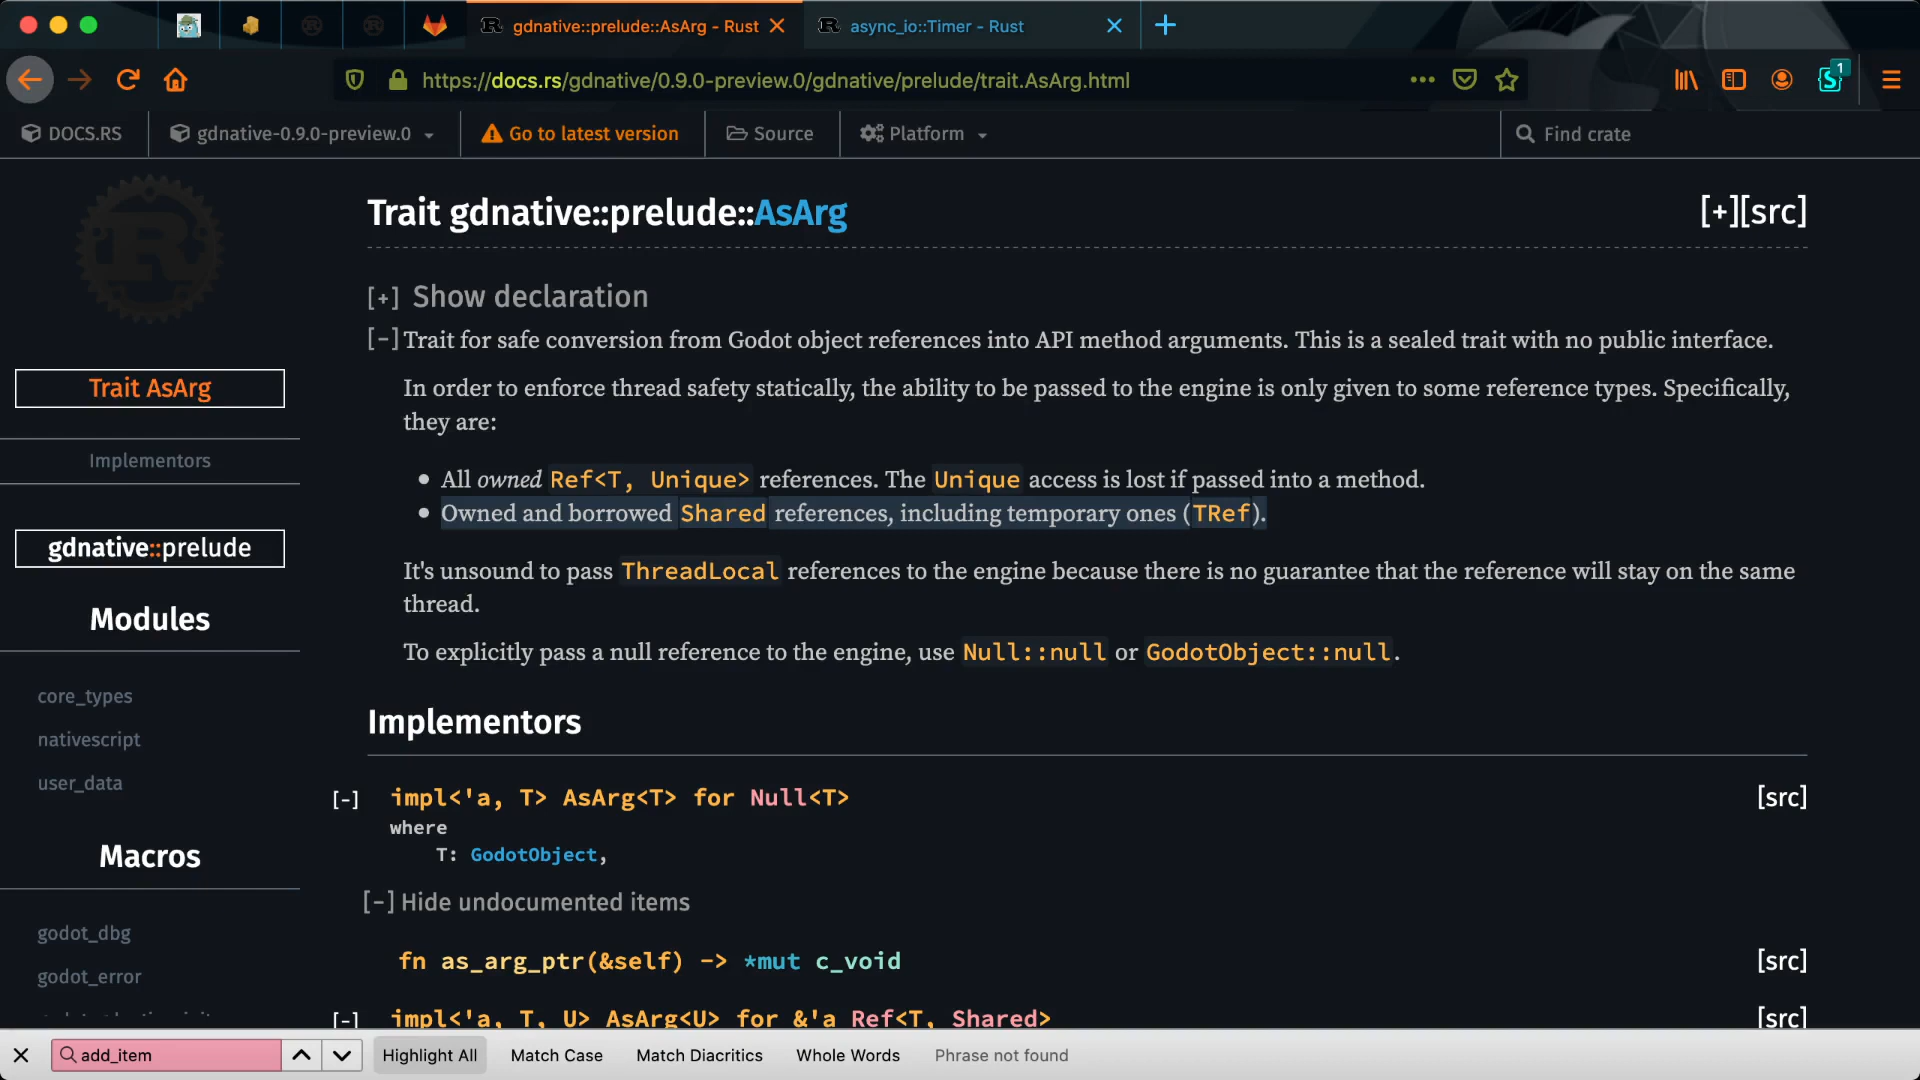 gdnative::prelude::AsArg - Rust
async_io::Timer - Rust
https://docs.rs/gdnative/0.9.0-preview.0/gdnative/prelude/trait.AsArg.html
1
DOCS.RS
gdnative-0.9.0-preview.0
Go to latest version
Source
Platform
Find crate
Trait AsArg
Implementors
gdnative::prelude
Modules
core_types
nativescript
user_data
Macros
godot_dbg
godot_error
Trait gdnative::prelude::AsArg
[+][src]
[+] Show declaration
[-] Trait for safe conversion from Godot object references into API method arguments. This is a sealed trait with no public interface.
In order to enforce thread safety statically, the ability to be passed to the engine is only given to some reference types. Specifically,
they are:
• All owned Ref<T, Unique> references. The Unique access is lost if passed into a method.
• Owned and borrowed Shared references, including temporary ones (TRef).
It's unsound to pass ThreadLocal references to the engine because there is no guarantee that the reference will stay on the same
thread.
To explicitly pass a null reference to the engine, use Null::null or GodotObject::null.
Implementors
[-] impl<'a, T> AsArg<T> for Null<T> [src]
where
T: GodotObject,
[-] Hide undocumented items
fn as_arg_ptr(&self) -> *mut c_void [src]
[-] impl<'a, T, U> AsArg<U> for &'a Ref<T, Shared> [src]
add_item
Highlight All
Match Case
Match Diacritics
Whole Words
Phrase not found